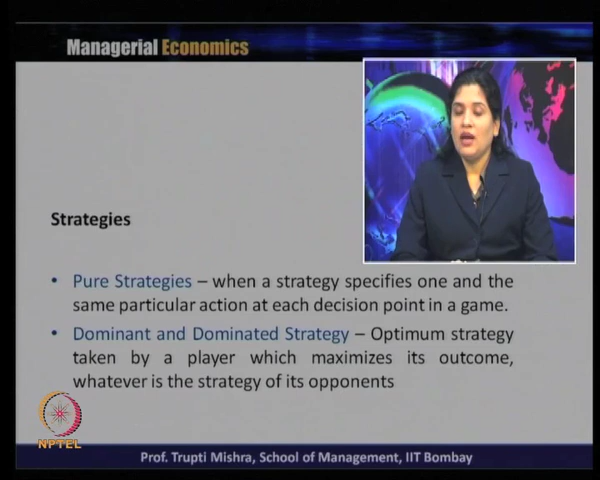 Managerial Economics
Strategies
• Pure Strategies – when a strategy specifies one and the
same particular action at each decision point in a game.
• Dominant and Dominated Strategy – Optimum strategy
taken by a player which maximizes its outcome,
whatever is the strategy of its opponents
NPTEL
Prof. Trupti Mishra, School of Management, IIT Bombay